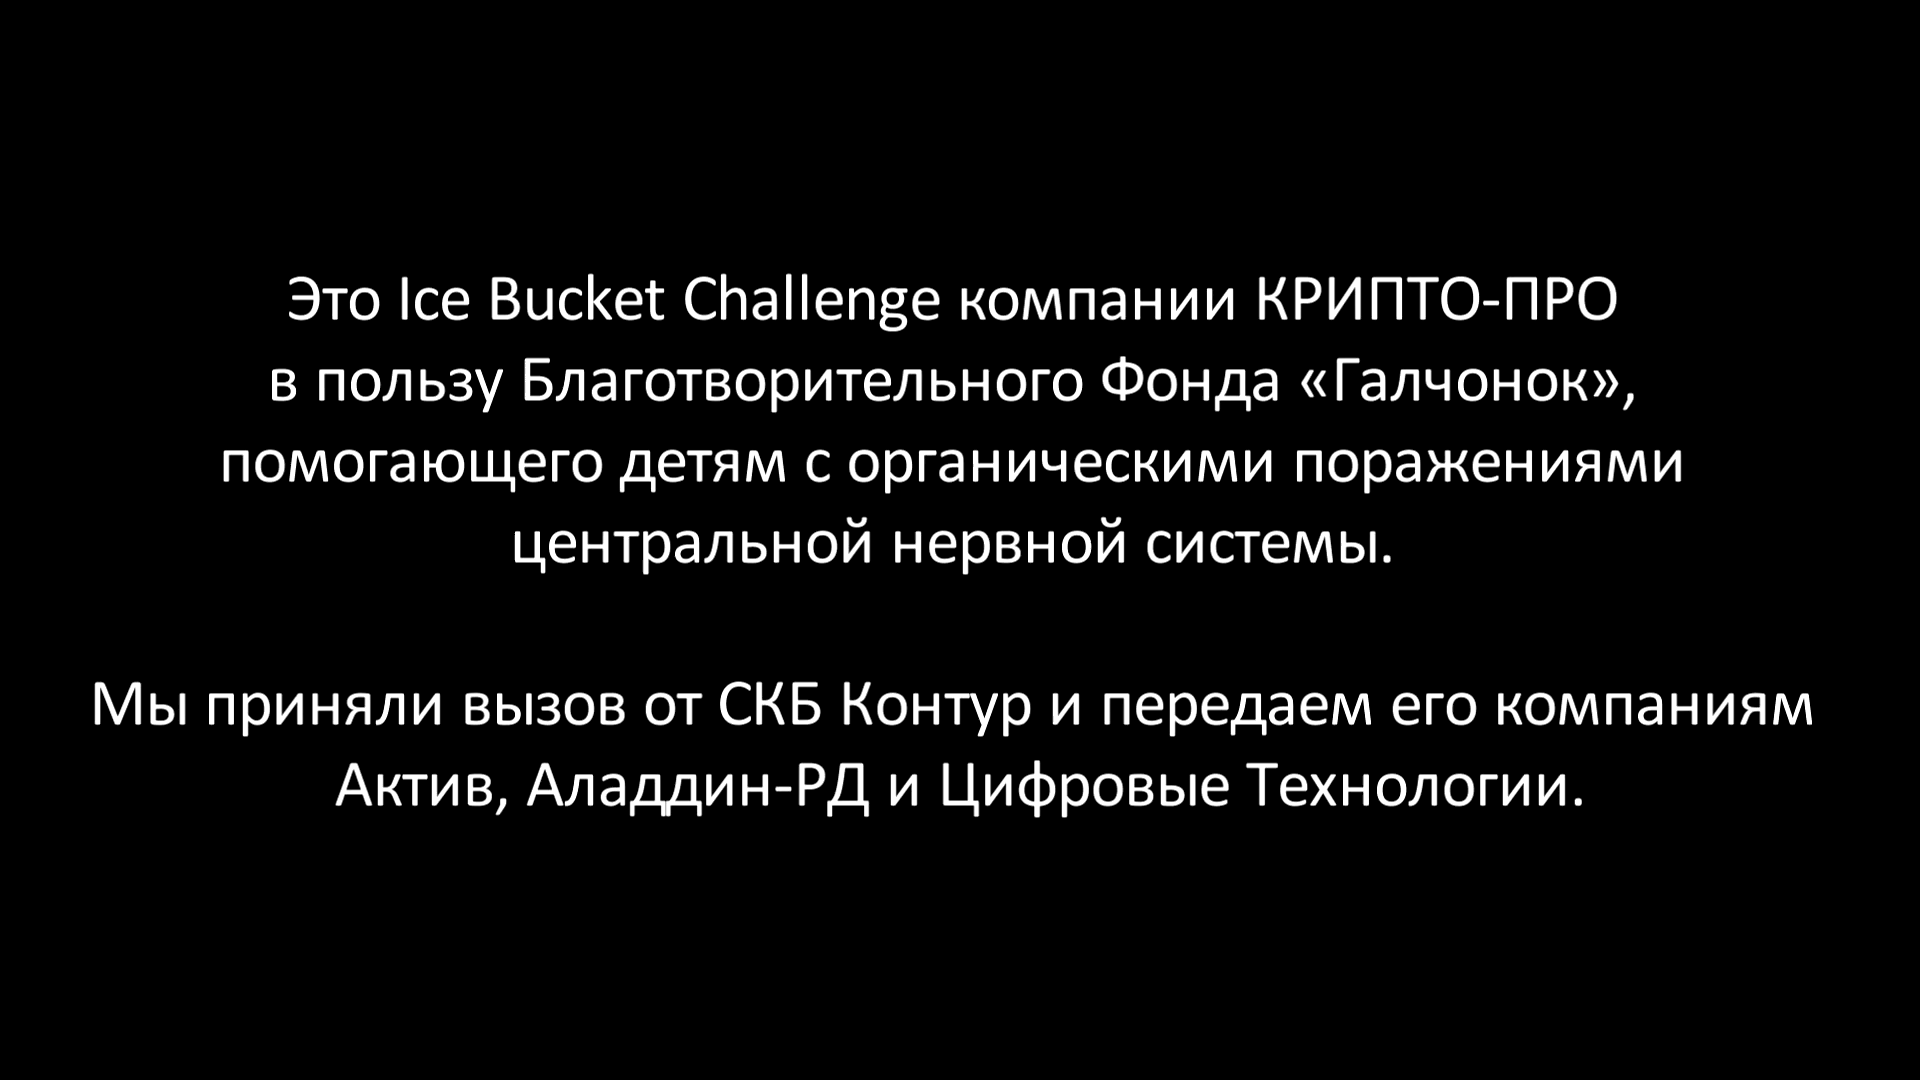 Это Ice Bucket Challenge компании КРИПТО-ПРО
в пользу Благотворительного Фонда «Галчонок»,
помогающего детям с органическими поражениями
центральной нервной системы.
Мы приняли вызов от СКБ Контур и передаем его компаниям
Актив, Аладдин-РД и Цифровые Технологии.